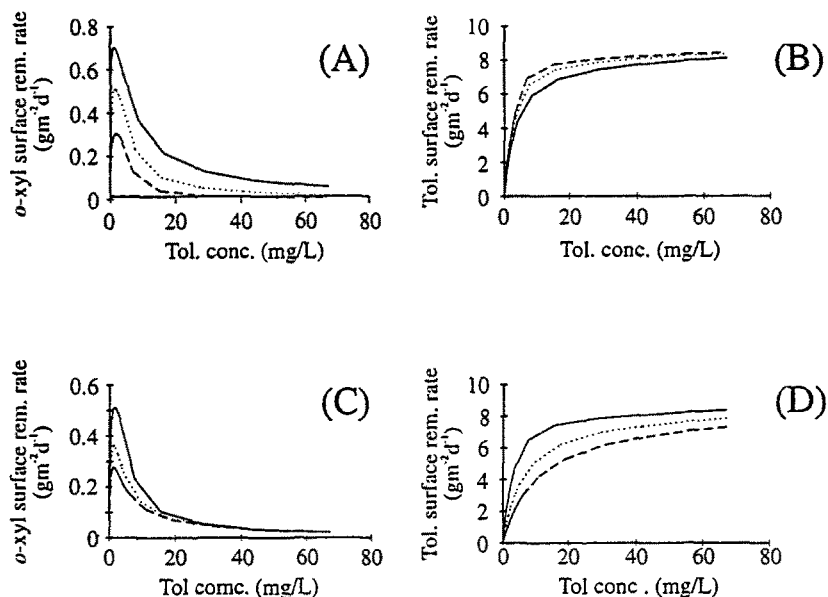 (A)
o-xyl surface rem. rate
(gm⁻²d⁻¹)
0.8
0.6
0.4
0.2
0
0 20 40 60 80
Tol. conc. (mg/L)
(B)
Tol. surface rem. rate
(gm⁻²d⁻¹)
10
8
6
4
2
0
0 20 40 60 80
Tol. conc. (mg/L)
(C)
o-xyl surface rem. rate
(gm⁻²d⁻¹)
0.6
0.4
0.2
0
0 20 40 60 80
Tol comc. (mg/L)
(D)
Tol. surface rem. rate
(gm⁻²d⁻¹)
10
8
6
4
2
0
0 20 40 60 80
Tol conc . (mg/L)